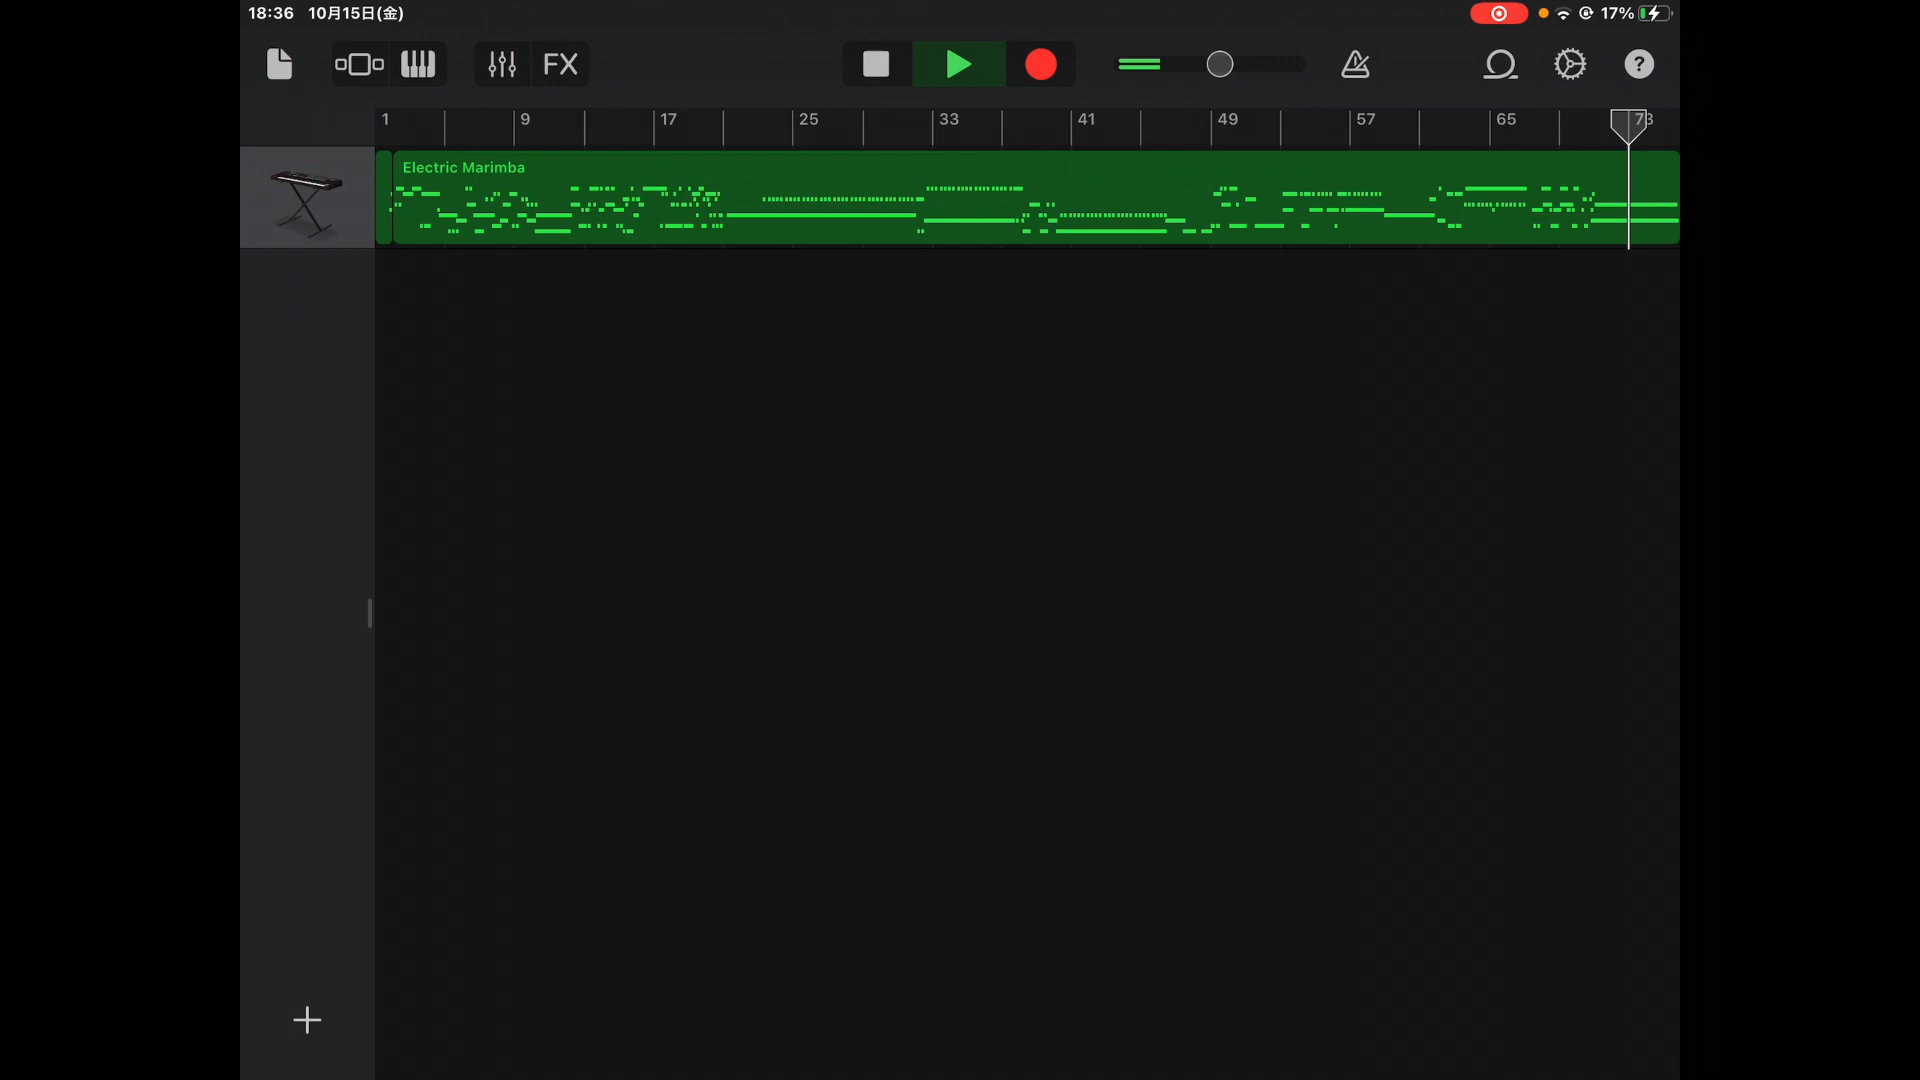 18:36 10月15日(金)
17%
FX
?
1 9 17 25 33 41 49 57 65 73
Electric Marimba